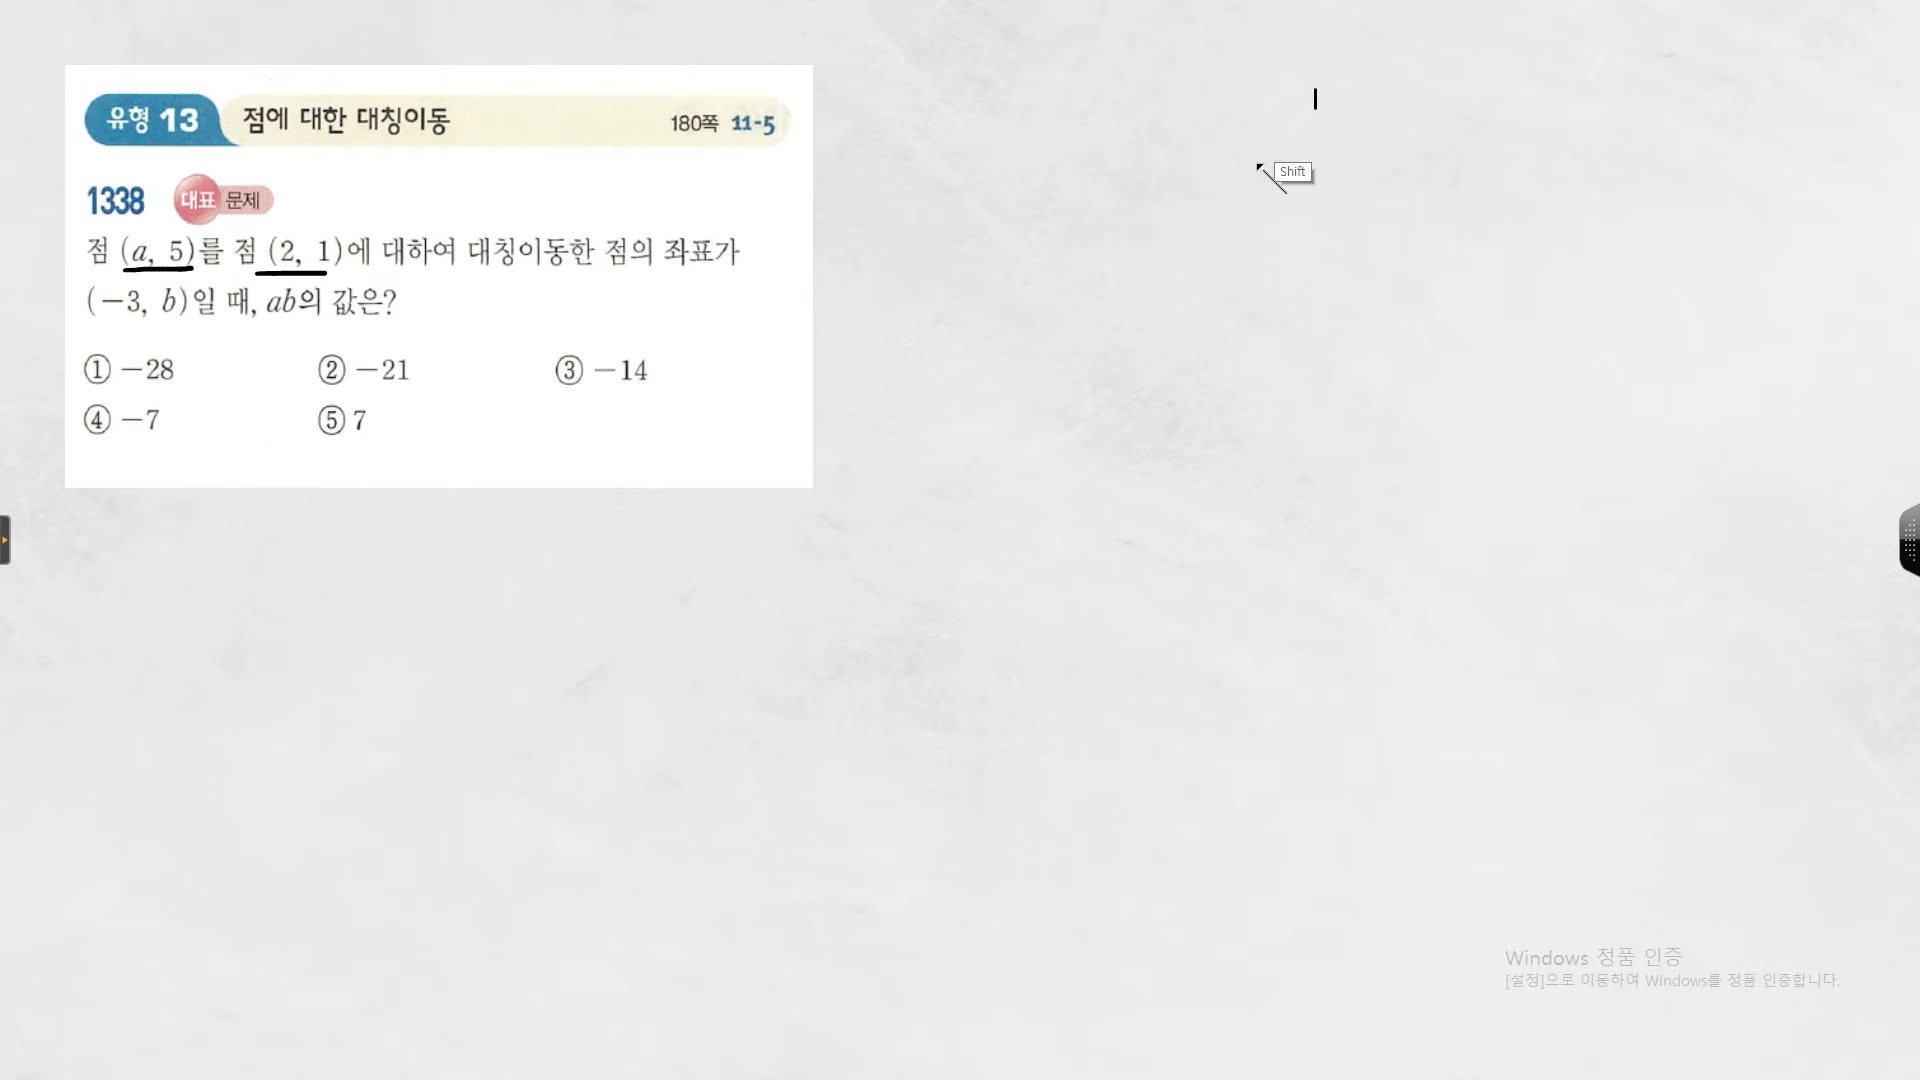 유형 13 점에 대한 대칭이동 180쪽 11-5
1338 대표 문제
점 (a, 5)를 점 (2, 1)에 대하여 대칭이동한 점의 좌표가
(−3, b)일 때, ab의 값은?
① −28 ② −21 ③ −14
④ −7 ⑤ 7
Shift
Windows 정품 인증
[설정]으로 이동하여 Windows를 정품 인증합니다.